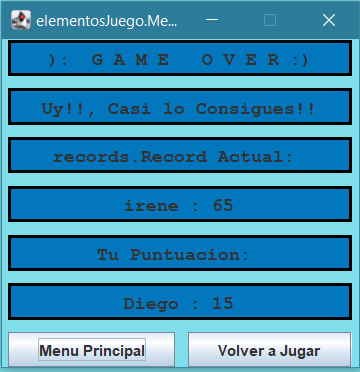 elementosJuego.Me...
): G A M E  O V E R :)
Uy!!, Casi lo Consigues!!
records.Record Actual:
irene : 65
Tu Puntuacion:
Diego : 15
Menu Principal
Volver a Jugar